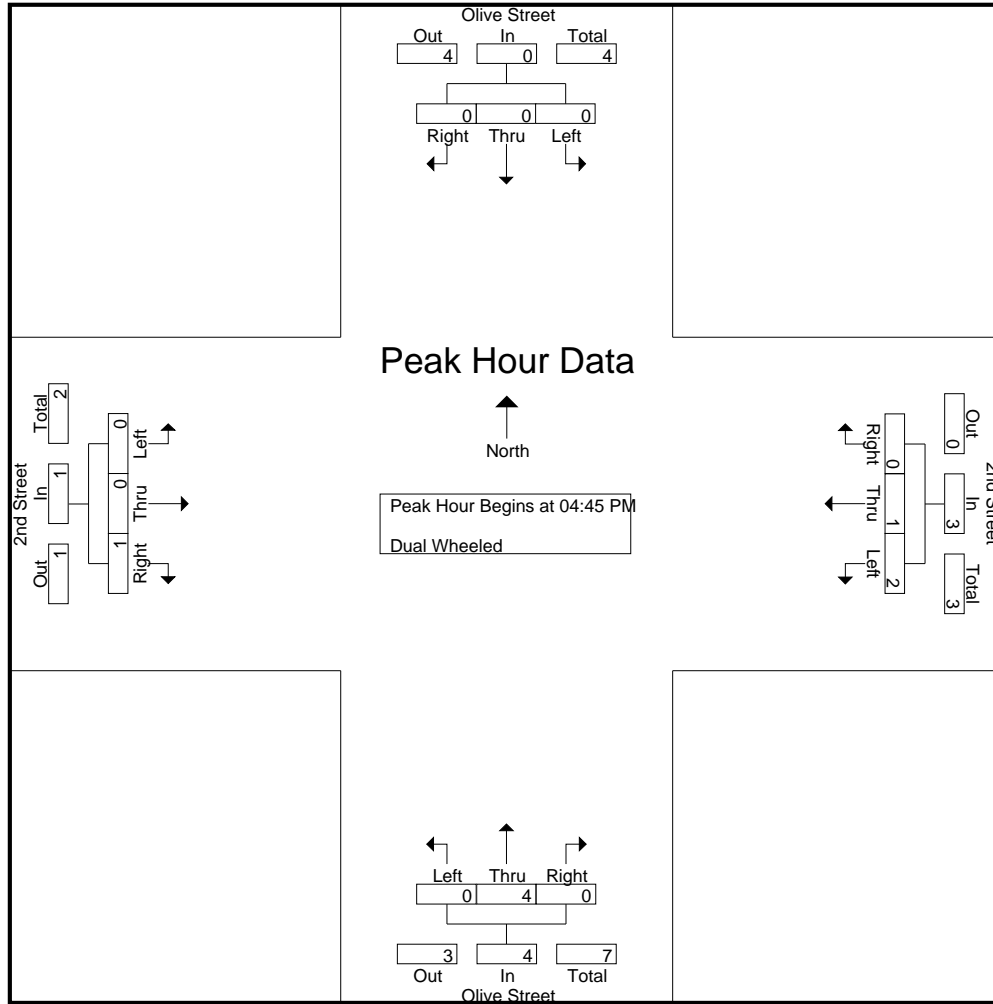 Olive Street
Out In Total
4 0 4
0 0 0
Right Thru Left
Peak Hour Data
North
Peak Hour Begins at 04:45 PM
Dual Wheeled
2nd Street
Out In Total
1 1 2
Left Thru Right
0 0 1
2nd Street
Out In Total
0 3 3
Right Thru Left
0 1 2
Left Thru Right
0 4 0
3 4 7
Out In Total
Olive Street